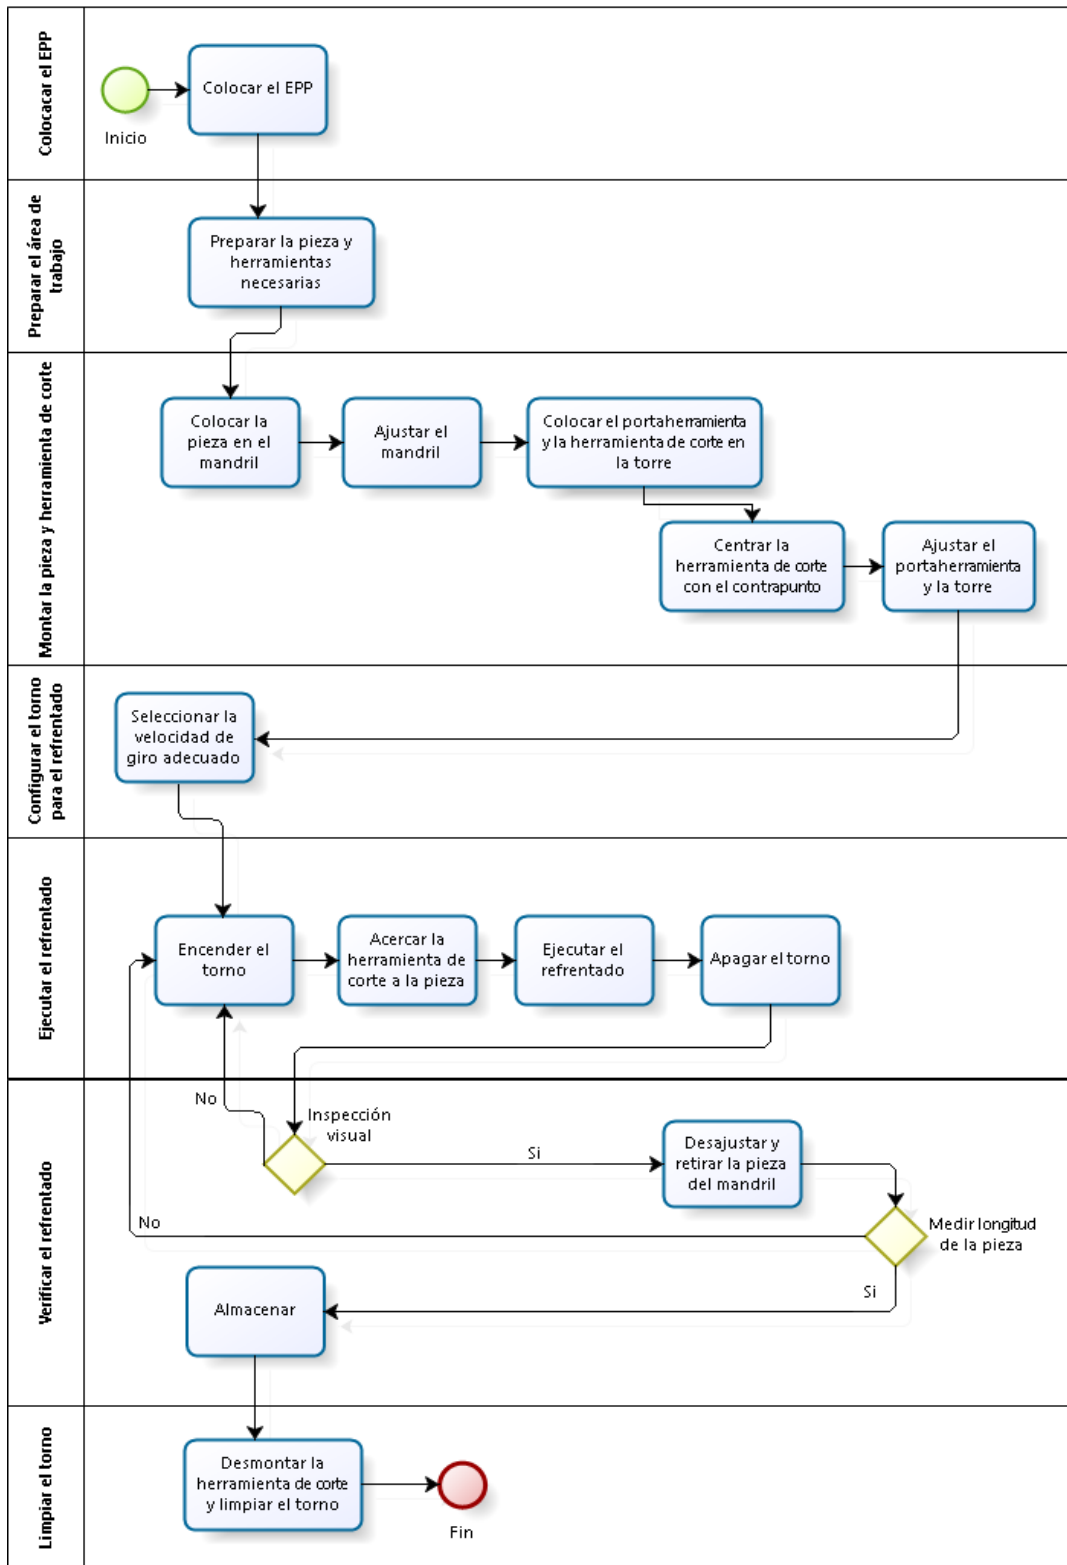 Colocacar el EPP
Colocar el EPP
Inicio
Preparar el área de
trabajo
Preparar la pieza y
herramientas
necesarias
Montar la pieza y herramienta de corte
Colocar la
pieza en el
mandril
Ajustar el
mandril
Colocar el portaherramienta
y la herramienta de corte en
la torre
Centrar la
herramienta de corte
con el contrapunto
Ajustar el
portaherramienta
y la torre
Configurar el torno
para el refrentado
Seleccionar la
velocidad de
giro adecuado
Ejecutar el refrentado
Encender el
torno
Acercar la
herramienta de
corte a la pieza
Ejecutar el
refrentado
Apagar el torno
Verificar el refrentado
No
Inspección
visual
Si
Desajustar y
retirar la pieza
del mandril
No
Medir longitud
de la pieza
Si
Almacenar
Limpiar el torno
Desmontar la
herramienta de corte
y limpiar el torno
Fin